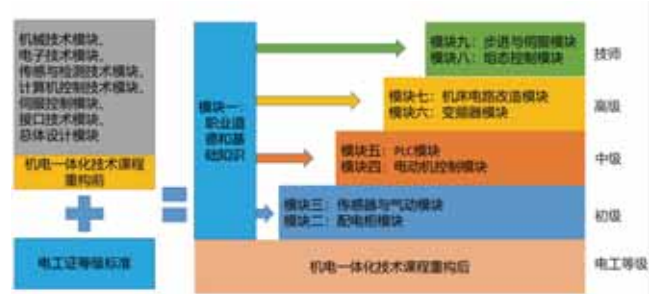 机械技术模块、
电子技术模块、
传感与检测技术模块、
计算机控制技术模块、
伺服控制模块、
接口技术模块、
总体设计模块
机电一体化技术课程
重构前
电工证等级标准
模块一：
职业道
德和基
础知识
模块九：步进与伺服模块
模块八：组态控制模块
技师
模块七：机床电路改造模块
模块六：变频器模块
高级
模块五：PLC模块
模块四：电动机控制模块
中级
模块三：传感器与气动模块
模块二：配电柜模块
初级
机电一体化技术课程重构后
电工等级